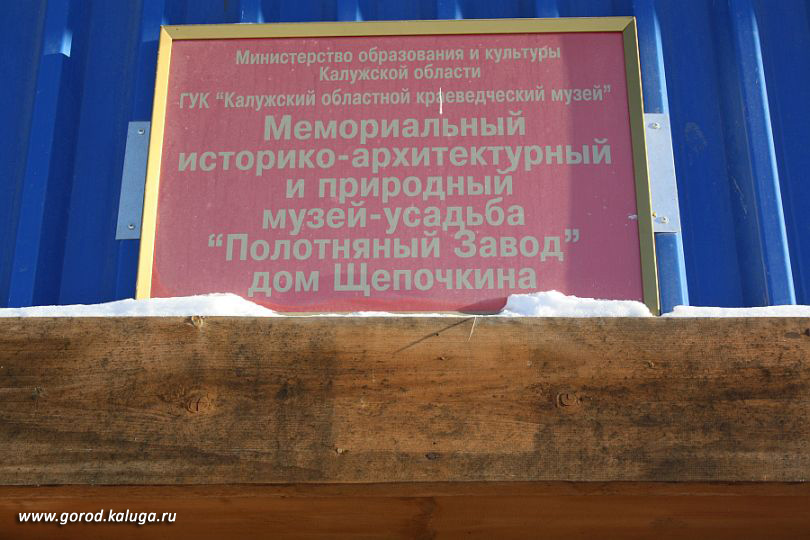 Министерство образования и культуры
Калужской области
ГУК "Калужский областной краеведческий музей"
Мемориальный
историко-архитектурный
и природный
музей-усадьба
"Полотняный Завод"
дом Щепочкина
www.gorod.kaluga.ru